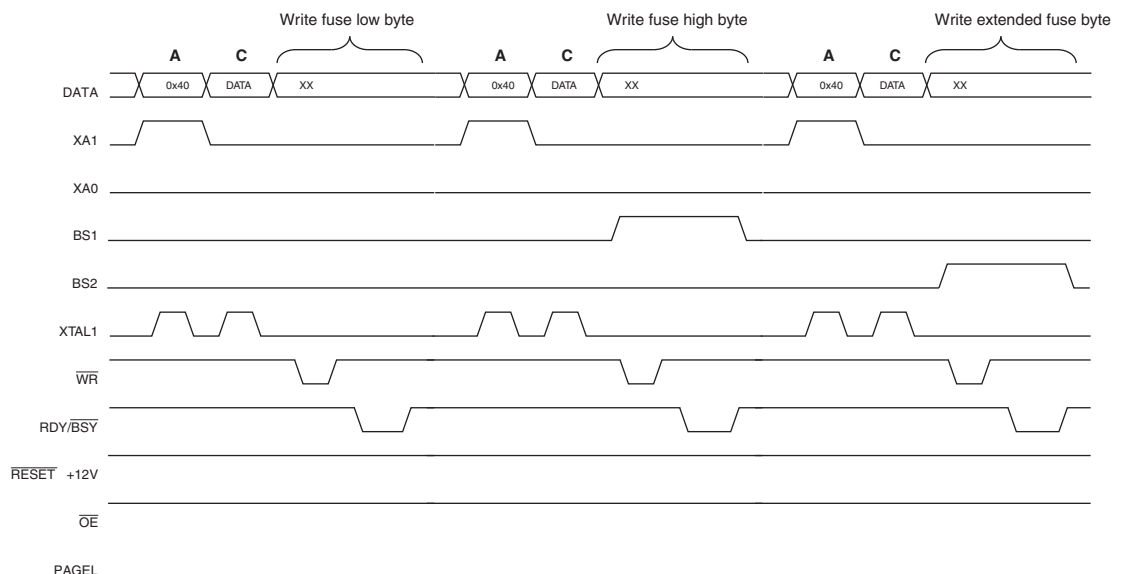 Write fuse low byte Write fuse high byte Write extended fuse byte
A C A C A C
DATA 0x40 DATA XX 0x40 DATA XX 0x40 DATA XX
XA1
XA0
BS1
BS2
XTAL1
WR
RDY/BSY
RESET +12V
OE
PAGEL